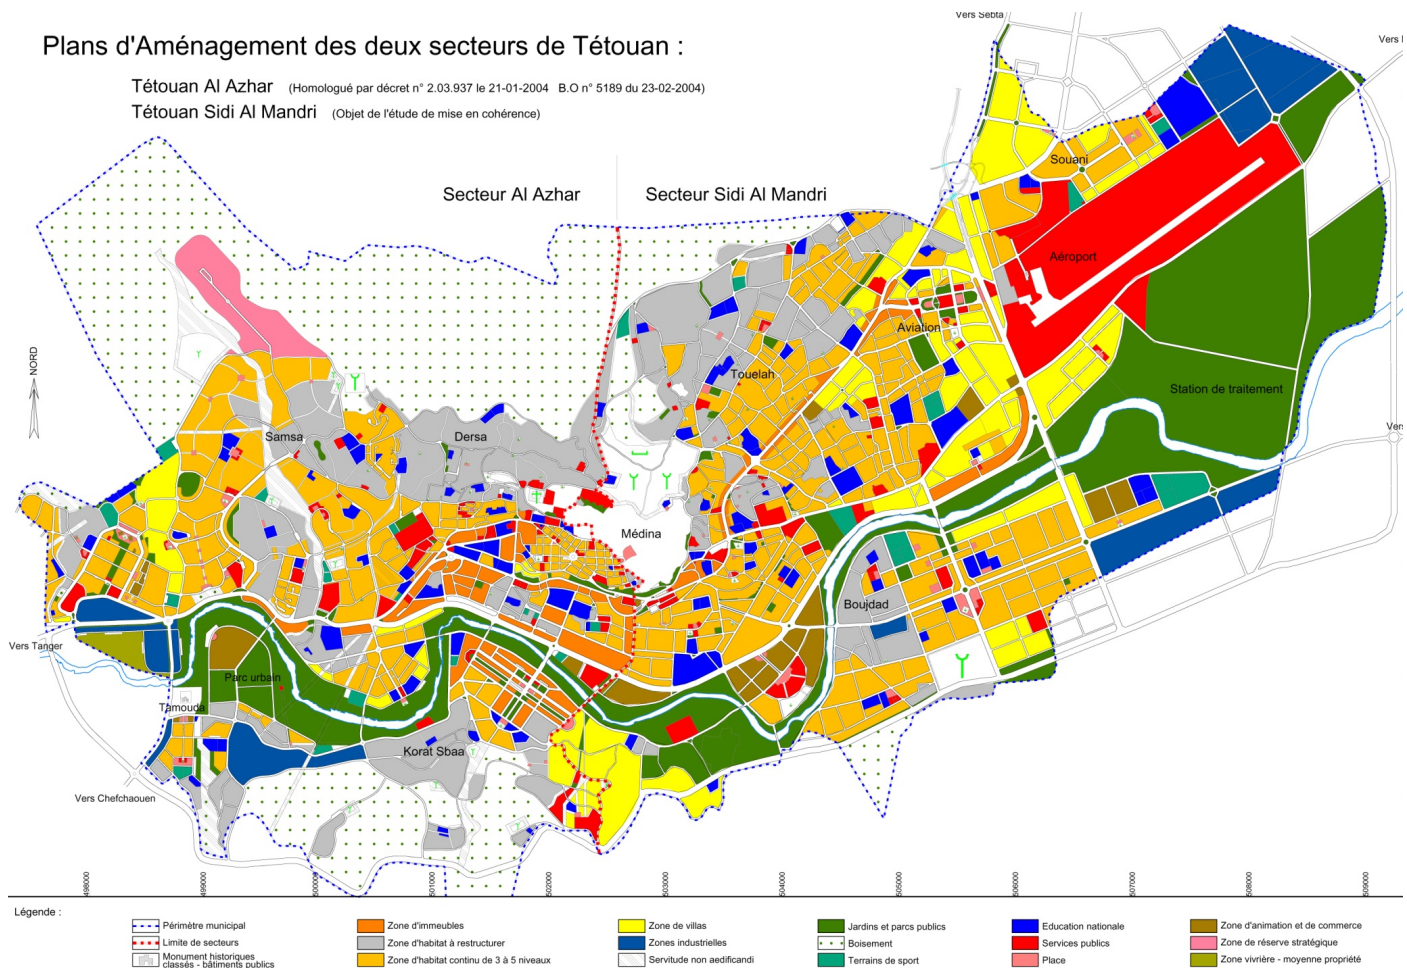 Vers Sebta
Plans d'Aménagement des deux secteurs de Tétouan :
Vers
Tétouan Al Azhar (Homologué par décret n° 2.03.937 le 21-01-2004 B.O n° 5189 du 23-02-2004)
Tétouan Sidi Al Mandri (Objet de l'étude de mise en cohérence)
Souani
Secteur Al Azhar
Secteur Sidi Al Mandri
Aéroport
Aviation
NORD
Touelah
Station de traitement
Samsa
Dersa
Vers
Médina
Boujdad
Vers Tanger
Parc urbain
Tamouda
Korat Sbaa
Vers Chefchaouen
498000
499000
500000
501000
502000
503000
504000
505000
506000
507000
508000
509000
Légende :
Périmètre municipal
Limite de secteurs
Monument historiques
classés - bâtiments publics
Zone d'immeubles
Zone d'habitat à restructurer
Zone d'habitat continu de 3 à 5 niveaux
Zone de villas
Zones industrielles
Servitude non aedificandi
Jardins et parcs publics
Boisement
Terrains de sport
Education nationale
Services publics
Place
Zone d'animation et de commerce
Zone de réserve stratégique
Zone vivrière - moyenne propriété